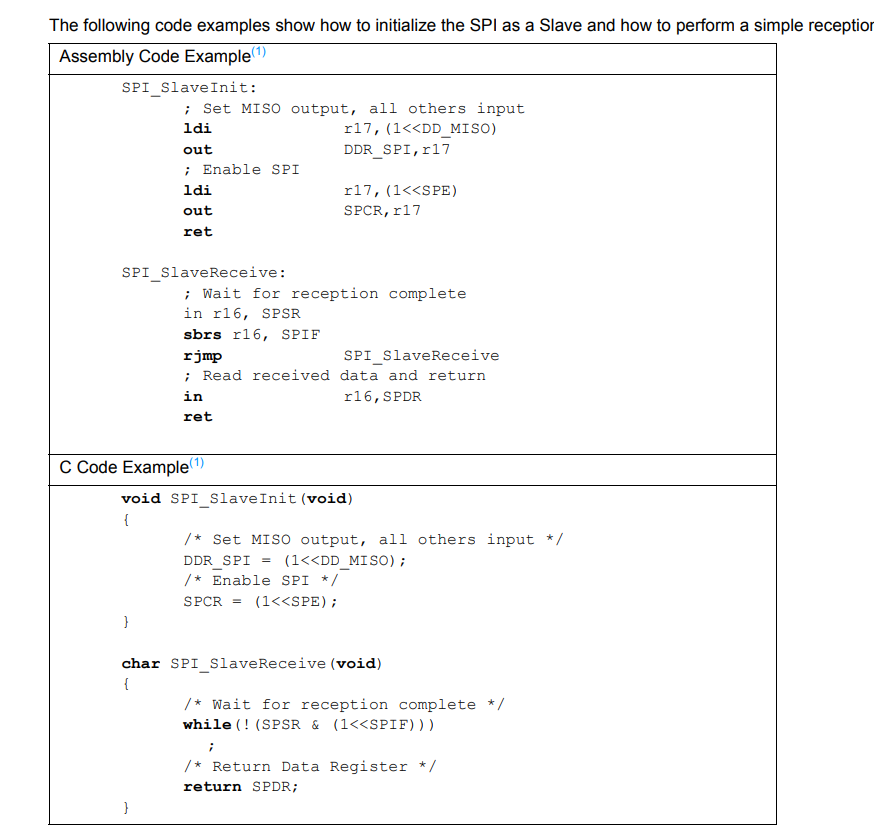 The following code examples show how to initialize the SPI as a Slave and how to perform a simple reception
Assembly Code Example(1)
SPI_SlaveInit:
; Set MISO output, all others input
ldi r17,(1<<DD_MISO)
out DDR_SPI,r17
; Enable SPI
ldi r17,(1<<SPE)
out SPCR,r17
ret
SPI_SlaveReceive:
; Wait for reception complete
in r16, SPSR
sbrs r16, SPIF
rjmp SPI_SlaveReceive
; Read received data and return
in r16,SPDR
ret
C Code Example(1)
void SPI_SlaveInit(void)
{
/* Set MISO output, all others input */
DDR_SPI = (1<<DD_MISO);
/* Enable SPI */
SPCR = (1<<SPE);
}
char SPI_SlaveReceive(void)
{
/* Wait for reception complete */
while(!(SPSR & (1<<SPIF)))
;
/* Return Data Register */
return SPDR;
}